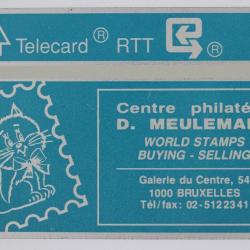 Telecard ® RTT ®
Centre philaté
D. MEULEMA
WORLD STAMPS
BUYING - SELLING
Galerie du Centre, 54
1000 BRUXELLES
Tél/fax: 02-5122341